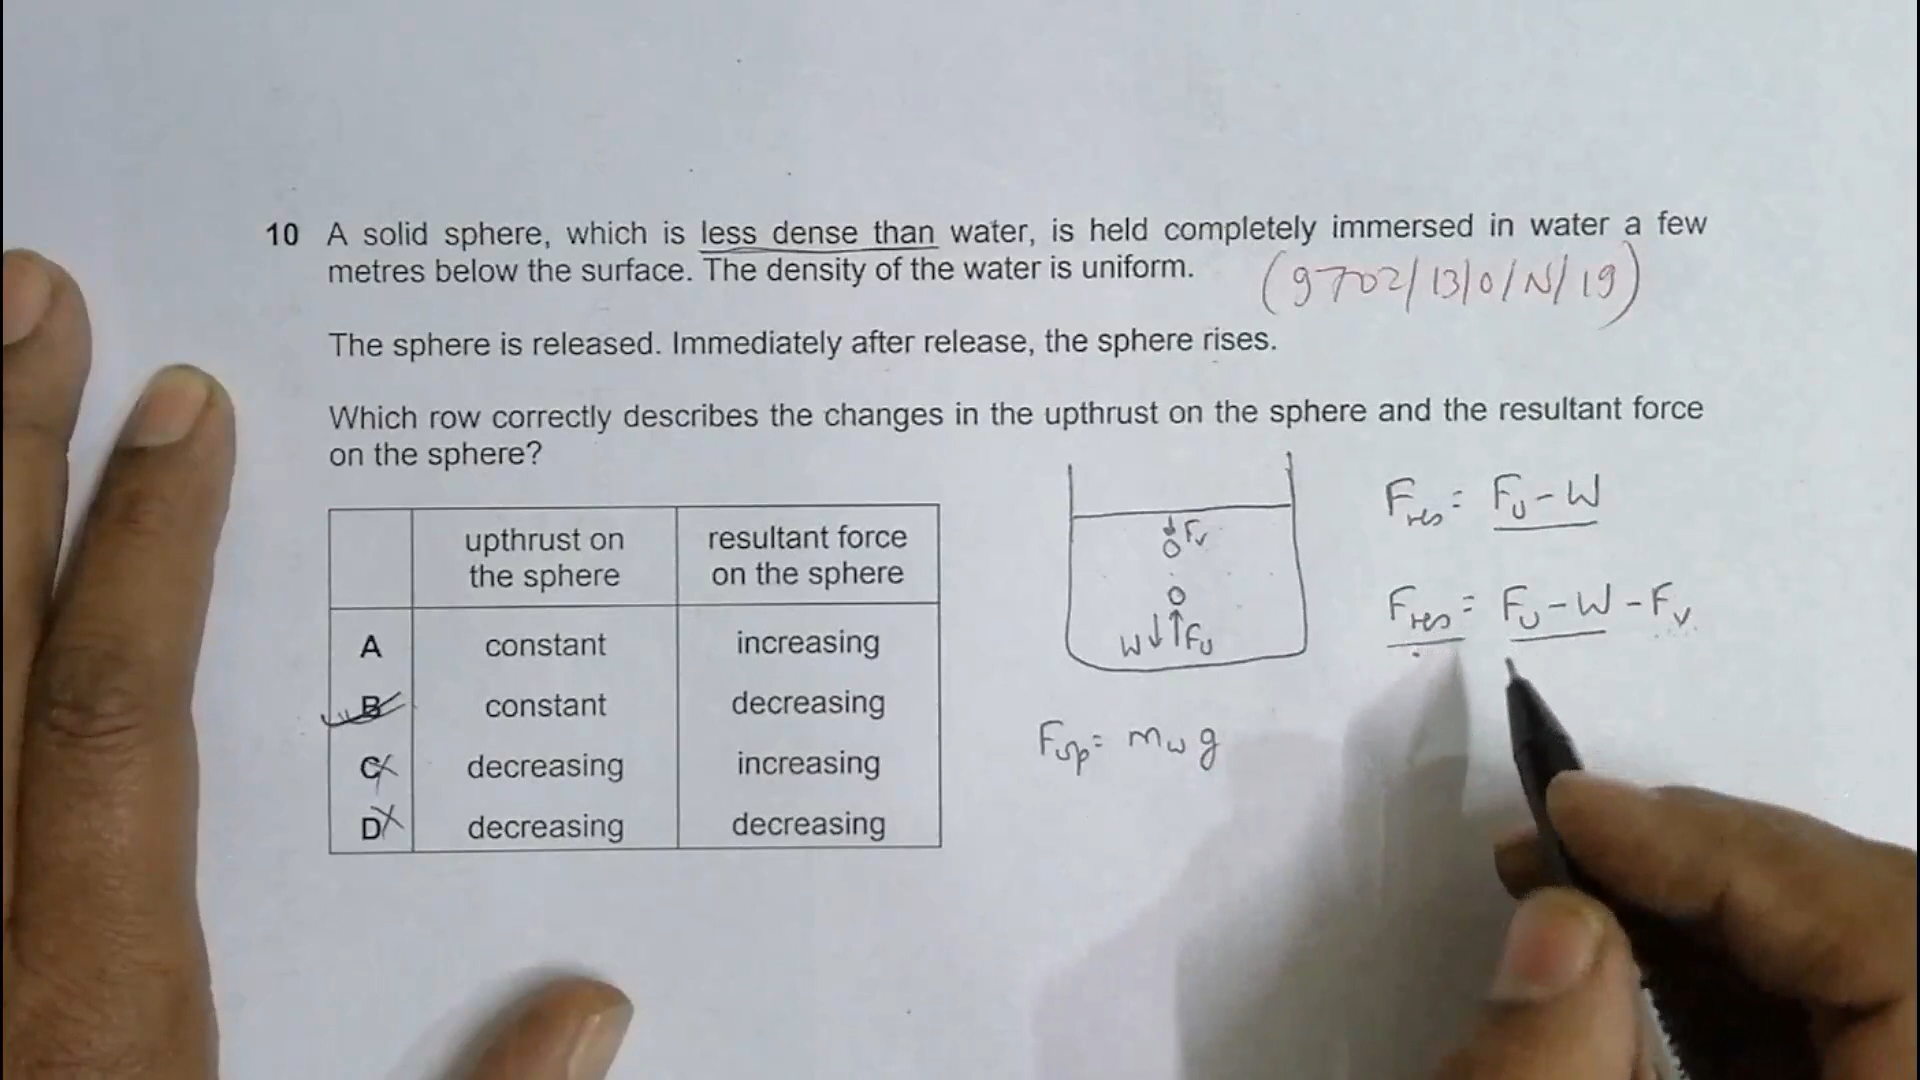 10 A solid sphere, which is less dense than water, is held completely immersed in water a few
metres below the surface. The density of the water is uniform.
(9702/13/O/N/19)
The sphere is released. Immediately after release, the sphere rises.
Which row correctly describes the changes in the upthrust on the sphere and the resultant force
on the sphere?
upthrust on
the sphere
resultant force
on the sphere
A constant increasing
B constant decreasing
C decreasing increasing
D decreasing decreasing
Fv
W Fu
Fres = Fu - W
Fres = Fu - W - Fv
Fup = mw g